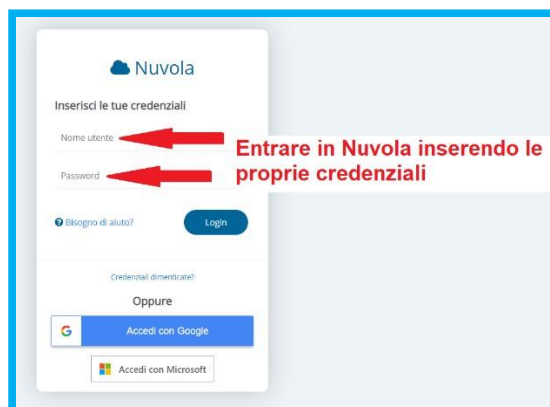 Nuvola
Inserisci le tue credenziali
Nome utente
Entrare in Nuvola inserendo le
proprie credenziali
Password
Bisogno di aiuto?
Login
Credenziali dimenticate?
Oppure
G Accedi con Google
Accedi con Microsoft